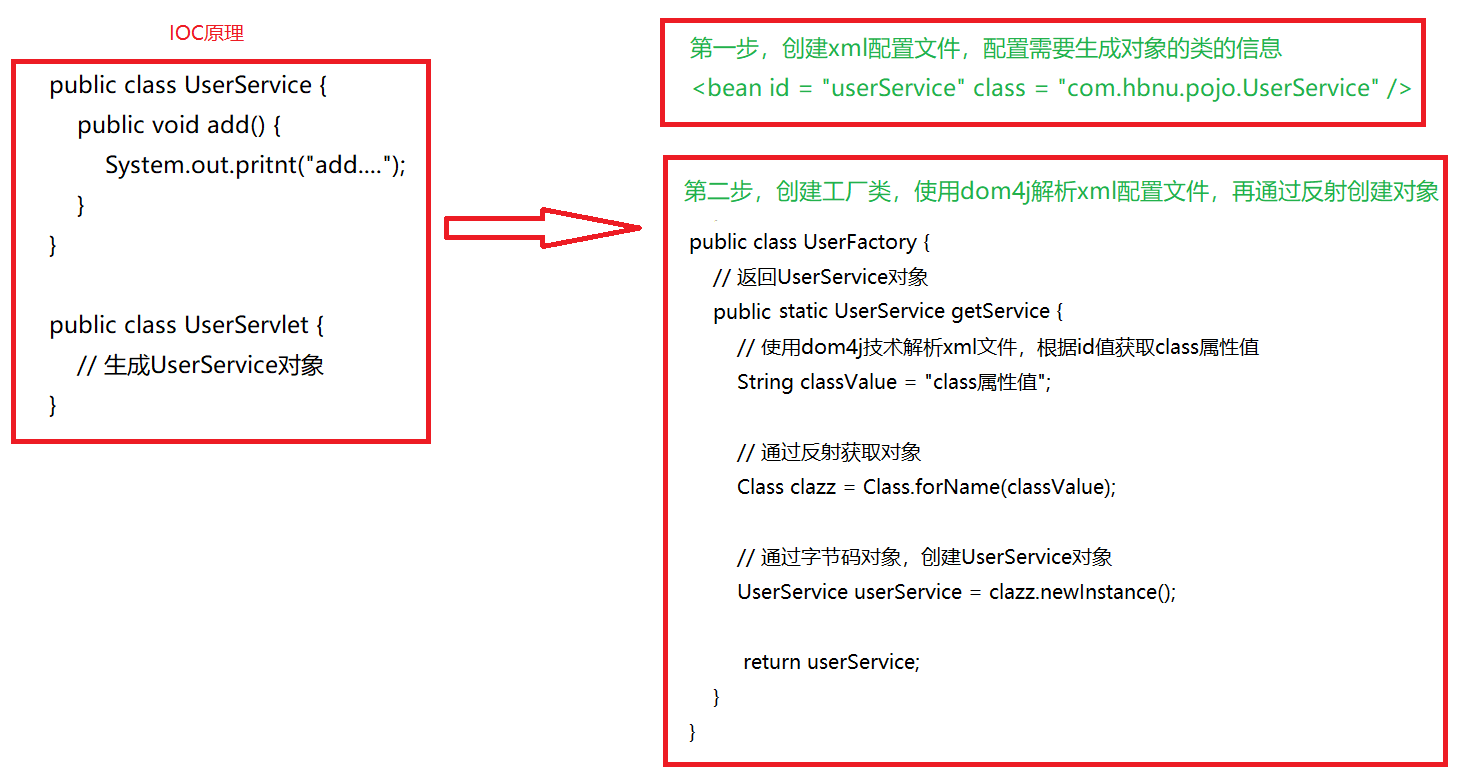 IOC原理
public class UserService {
public void add() {
System.out.pritnt("add....");
}
}
public class UserServlet {
// 生成UserService对象
}
第一步，创建xml配置文件，配置需要生成对象的类的信息
<bean id = "userService" class = "com.hbnu.pojo.UserService" />
第二步，创建工厂类，使用dom4j解析xml配置文件，再通过反射创建对象
public class UserFactory {
// 返回UserService对象
public static UserService getService {
// 使用dom4j技术解析xml文件，根据id值获取class属性值
String classValue = "class属性值";
// 通过反射获取对象
Class clazz = Class.forName(classValue);
// 通过字节码对象，创建UserService对象
UserService userService = clazz.newInstance();
return userService;
}
}